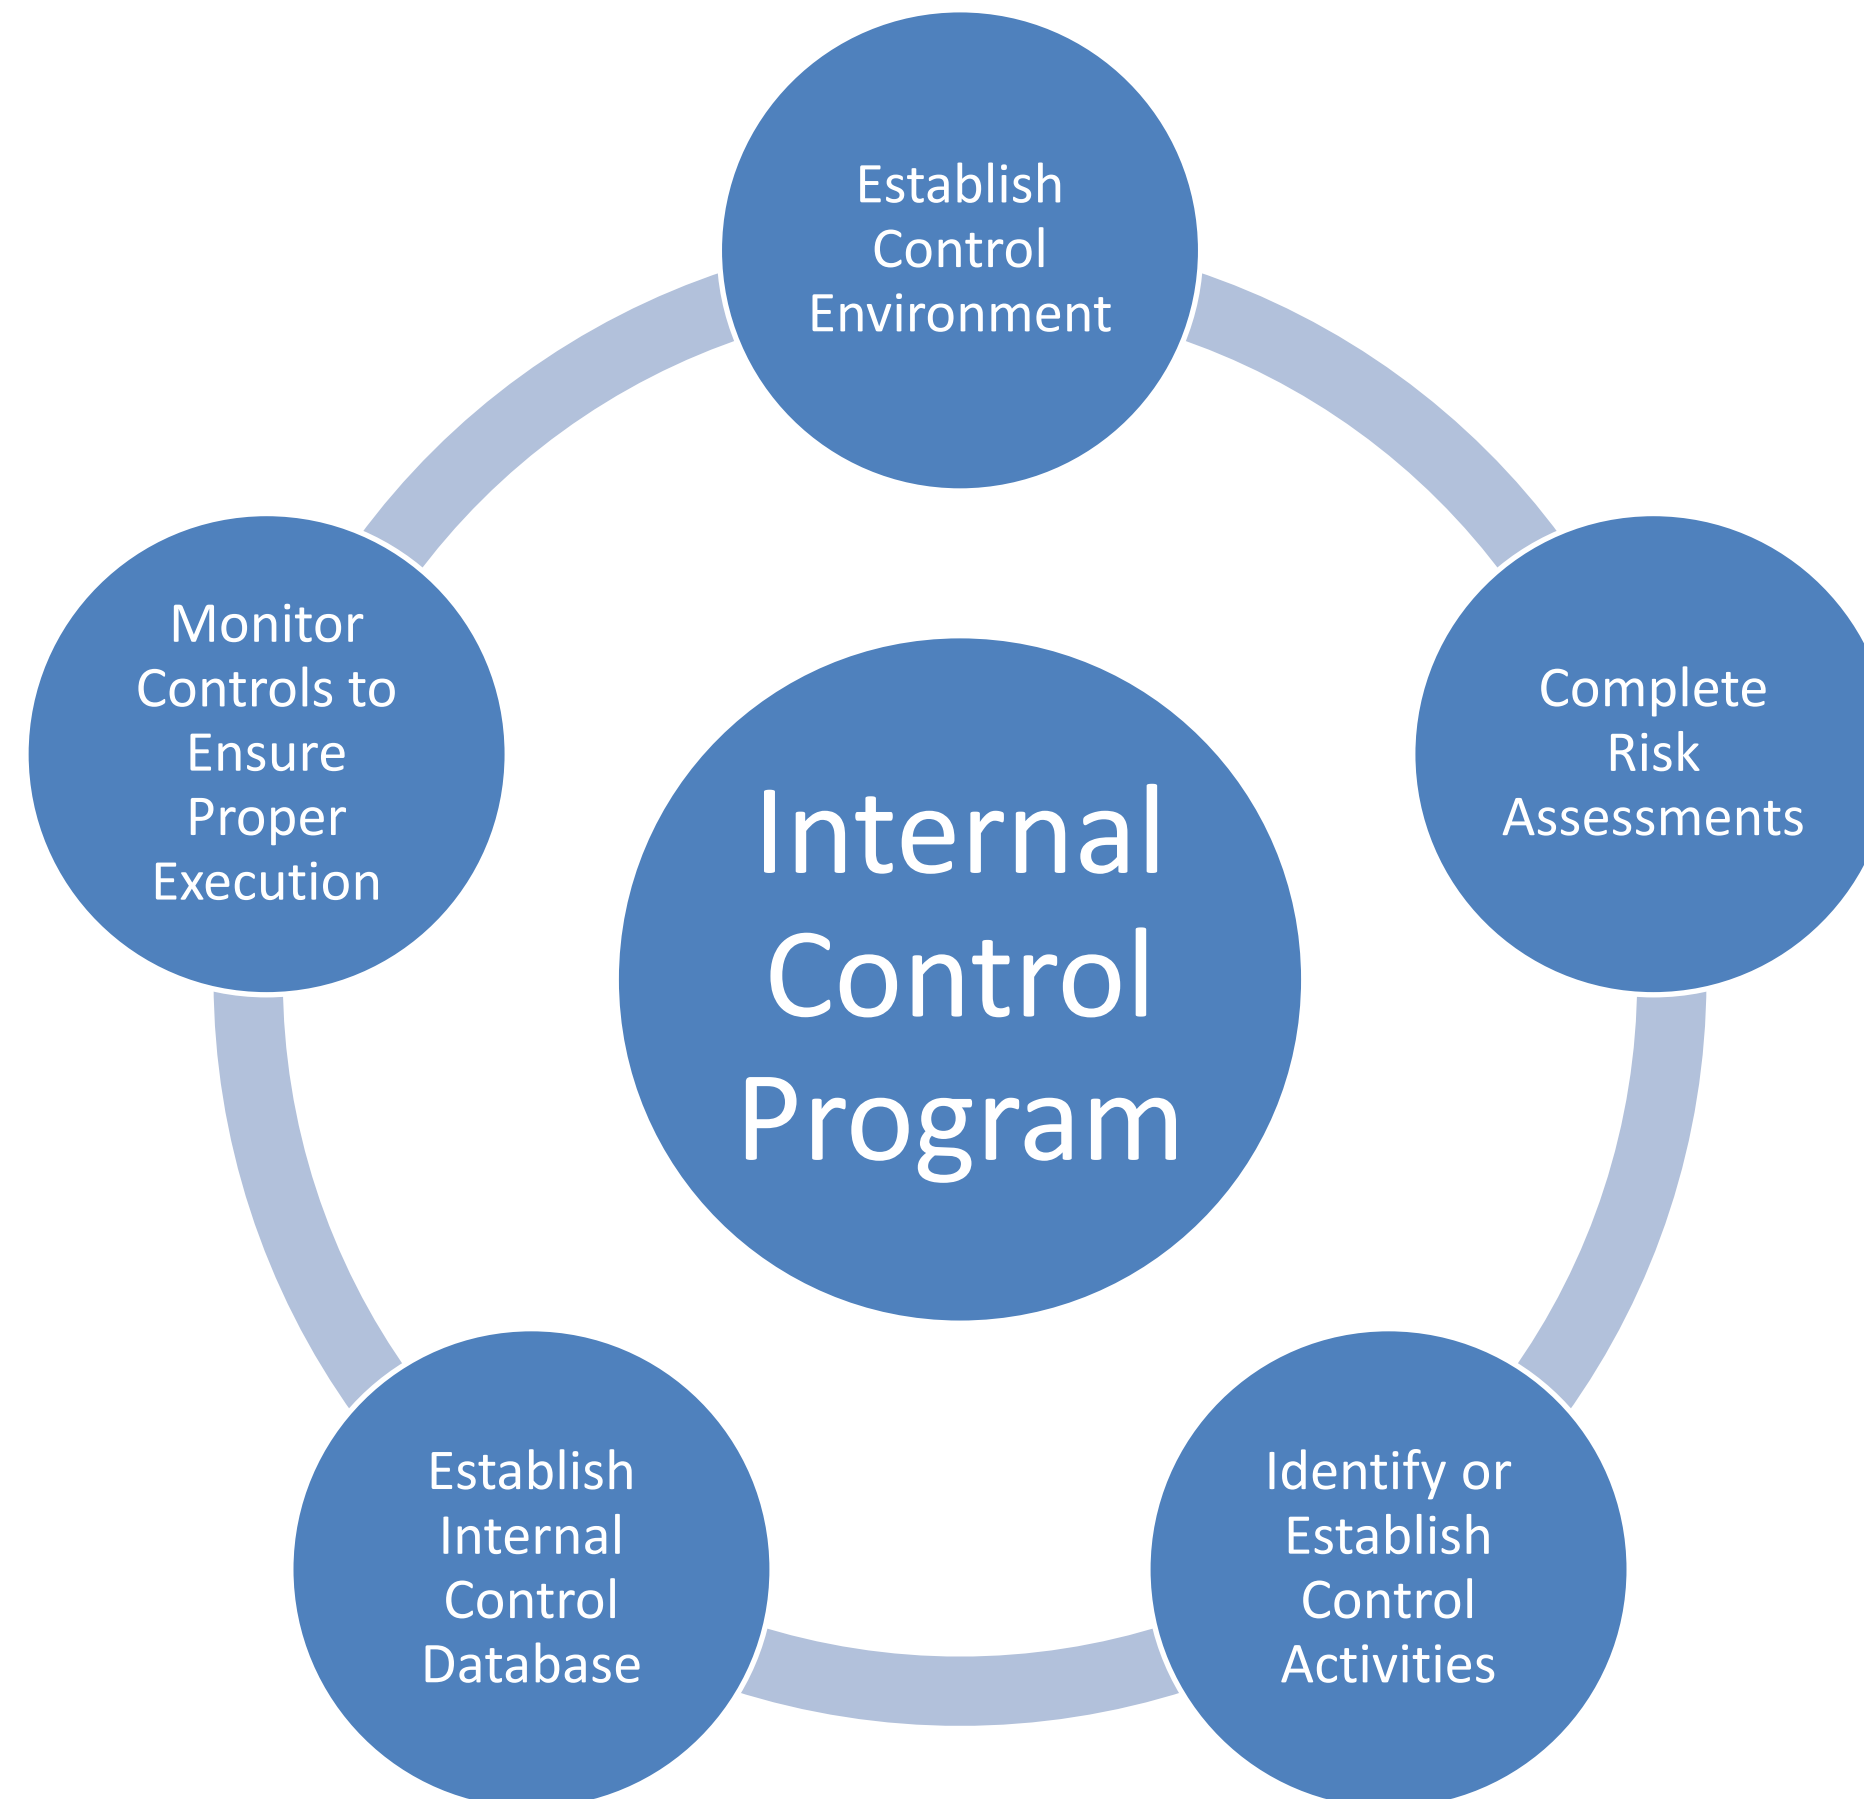 Establish
Control
Environment
Complete
Risk
Assessments
Identify or
Establish
Control
Activities
Establish
Internal
Control
Database
Monitor
Controls to
Ensure
Proper
Execution
Internal
Control
Program